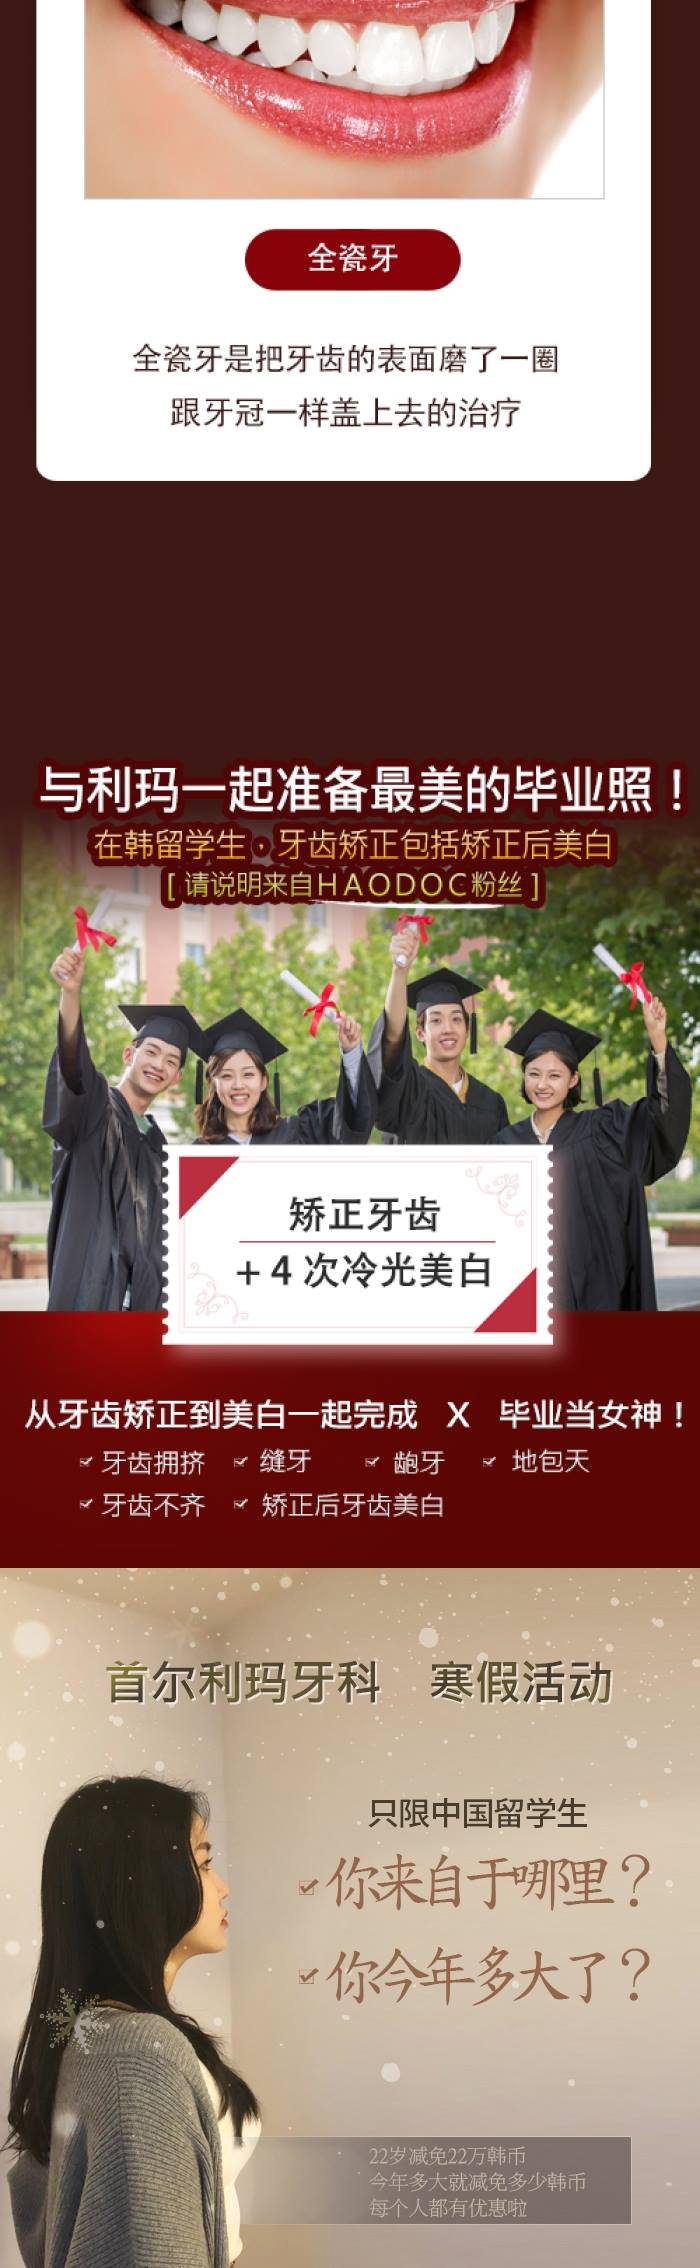 全瓷牙
全瓷牙是把牙齿的表面磨了一圈
跟牙冠一样盖上去的治疗
与利玛一起准备最美的毕业照！
在韩留学生，牙齿矫正包括矫正后美白
[ 请说明来自HAODOC粉丝 ]
矫正牙齿
+ 4 次冷光美白
从牙齿矫正到美白一起完成 X 毕业当女神！
牙齿拥挤 缝牙 龅牙 地包天
牙齿不齐 矫正后牙齿美白
首尔利玛牙科 寒假活动
只限中国留学生
你来自于哪里？
你今年多大了？
22岁减免22万韩币
今年多大就减免多少韩币
每个人都有优惠啦